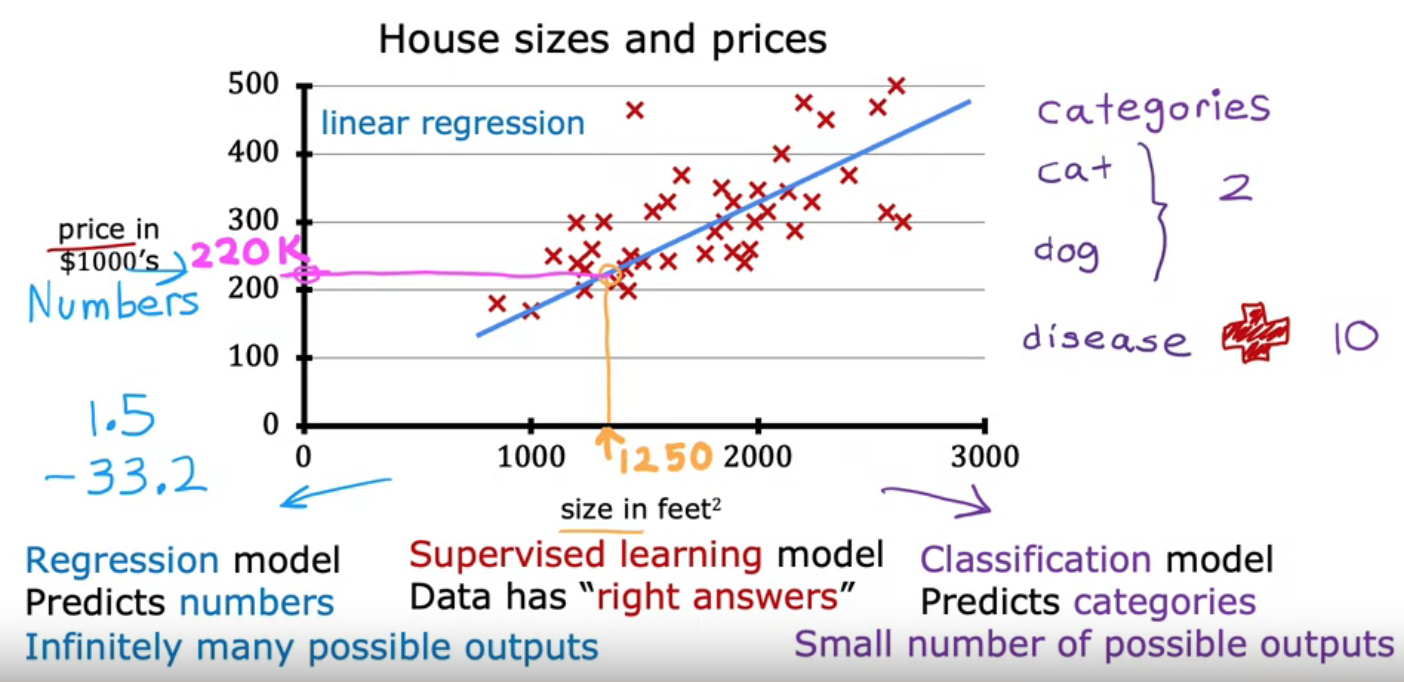 House sizes and prices
500
linear regression
400
300
price in
$1000's
220K
200
Numbers
100
0
0
1000
1250
2000
3000
size in feet²
1.5
-33.2
categories
cat
2
dog
disease
10
Regression model
Predicts numbers
Infinitely many possible outputs
Supervised learning model
Data has “right answers”
Classification model
Predicts categories
Small number of possible outputs